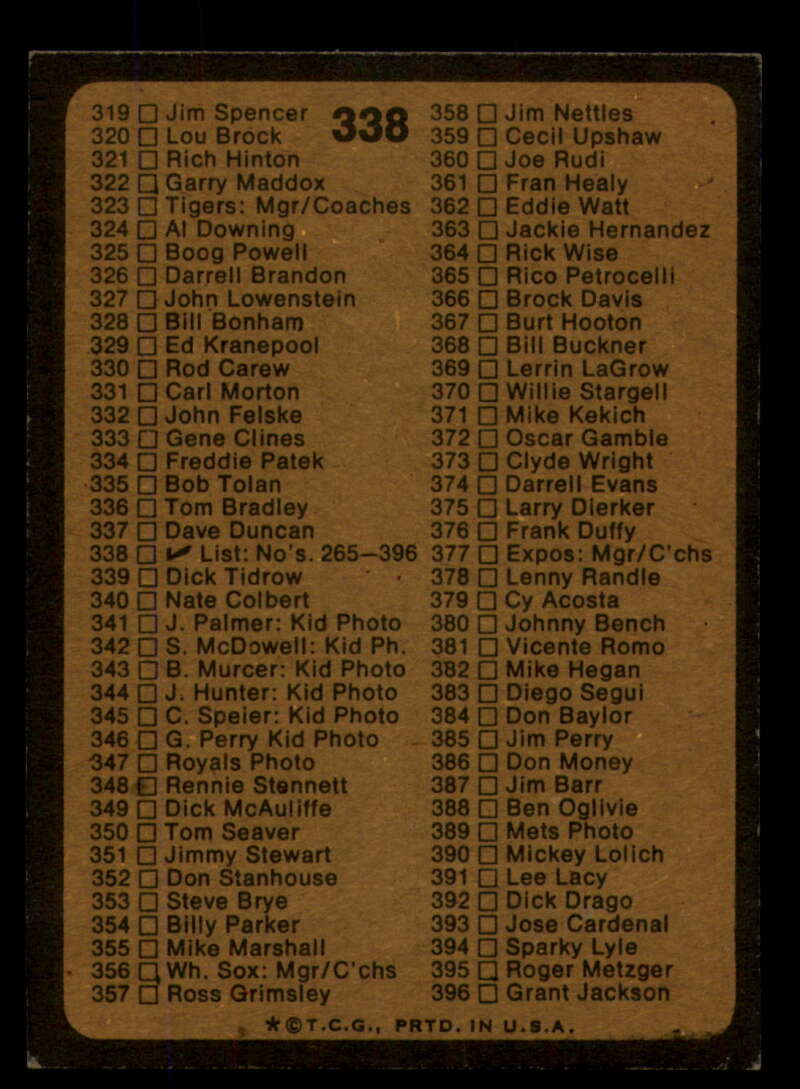 338
319 □ Jim Spencer
320 □ Lou Brock
321 □ Rich Hinton
322 □ Garry Maddox
323 □ Tigers: Mgr/Coaches
324 □ Al Downing
325 □ Boog Powell
326 □ Darrell Brandon
327 □ John Lowenstein
328 □ Bill Bonham
329 □ Ed Kranepool
330 □ Rod Carew
331 □ Carl Morton
332 □ John Felske
333 □ Gene Clines
334 □ Freddie Patek
335 □ Bob Tolan
336 □ Tom Bradley
337 □ Dave Duncan
338 □ ✔ List: No's. 265–396
339 □ Dick Tidrow
340 □ Nate Colbert
341 □ J. Palmer: Kid Photo
342 □ S. McDowell: Kid Ph.
343 □ B. Murcer: Kid Photo
344 □ J. Hunter: Kid Photo
345 □ C. Speier: Kid Photo
346 □ G. Perry Kid Photo
347 □ Royals Photo
348 □ Rennie Stennett
349 □ Dick McAuliffe
350 □ Tom Seaver
351 □ Jimmy Stewart
352 □ Don Stanhouse
353 □ Steve Brye
354 □ Billy Parker
355 □ Mike Marshall
356 □ Wh. Sox: Mgr/C'chs
357 □ Ross Grimsley
358 □ Jim Nettles
359 □ Cecil Upshaw
360 □ Joe Rudi
361 □ Fran Healy
362 □ Eddie Watt
363 □ Jackie Hernandez
364 □ Rick Wise
365 □ Rico Petrocelli
366 □ Brock Davis
367 □ Burt Hooton
368 □ Bill Buckner
369 □ Lerrin LaGrow
370 □ Willie Stargell
371 □ Mike Kekich
372 □ Oscar Gamble
373 □ Clyde Wright
374 □ Darrell Evans
375 □ Larry Dierker
376 □ Frank Duffy
377 □ Expos: Mgr/C'chs
378 □ Lenny Randle
379 □ Cy Acosta
380 □ Johnny Bench
381 □ Vicente Romo
382 □ Mike Hegan
383 □ Diego Segui
384 □ Don Baylor
385 □ Jim Perry
386 □ Don Money
387 □ Jim Barr
388 □ Ben Oglivie
389 □ Mets Photo
390 □ Mickey Lolich
391 □ Lee Lacy
392 □ Dick Drago
393 □ Jose Cardenal
394 □ Sparky Lyle
395 □ Roger Metzger
396 □ Grant Jackson
★©T.C.G., PRTD. IN U.S.A.